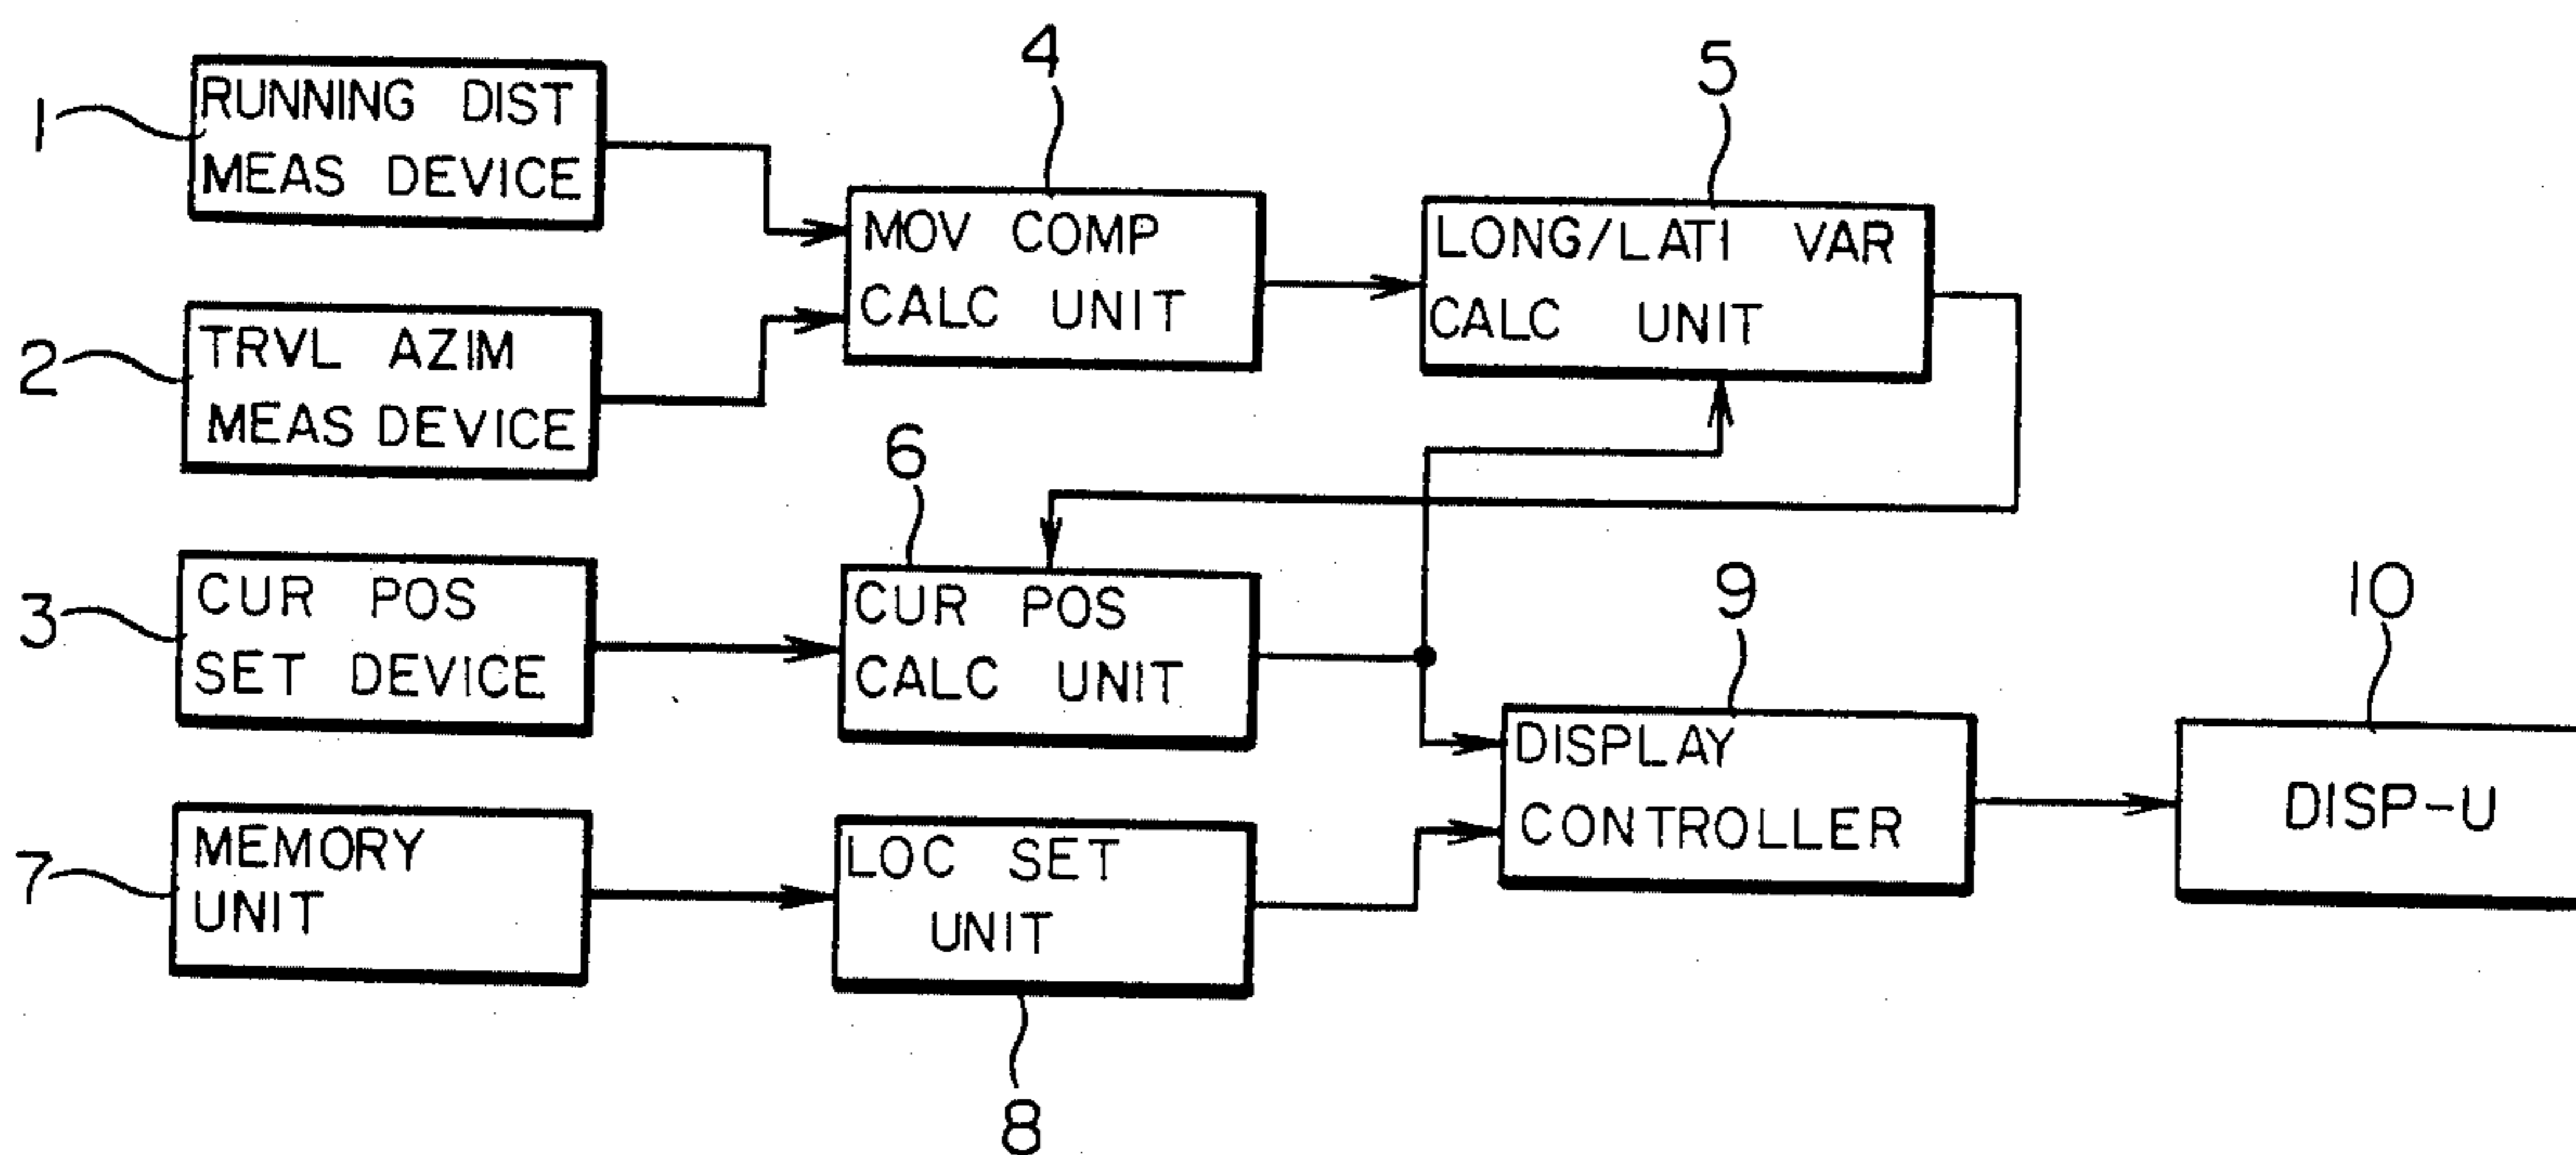 4
5
1
RUNNING DIST
MEAS DEVICE
MOV COMP
CALC UNIT
LONG/LATI VAR
CALC UNIT
2
TRVL AZIM
MEAS DEVICE
6
3
CUR POS
SET DEVICE
CUR POS
CALC UNIT
9
10
DISPLAY
CONTROLLER
DISP-U
7
MEMORY
UNIT
LOC SET
UNIT
8